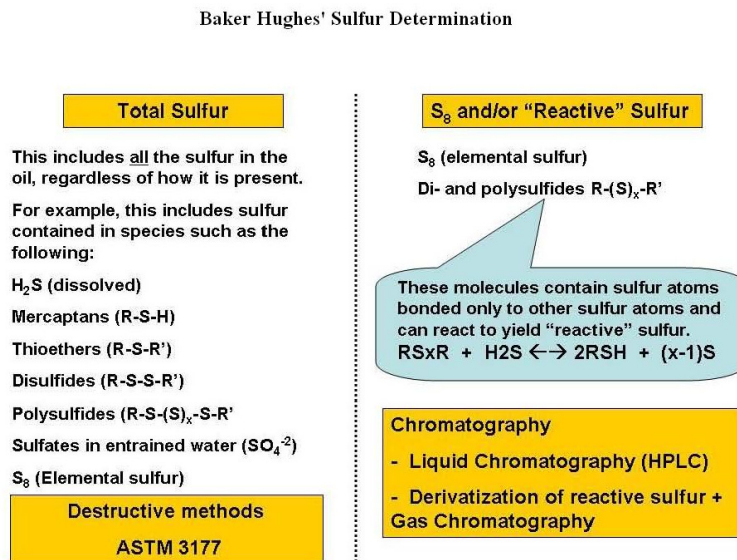 Baker Hughes' Sulfur Determination
Total Sulfur
This includes all the sulfur in the
oil, regardless of how it is present.
For example, this includes sulfur
contained in species such as the
following:
H₂S (dissolved)
Mercaptans (R-S-H)
Thioethers (R-S-R’)
Disulfides (R-S-S-R’)
Polysulfides (R-S-(S)ₓ-S-R’
Sulfates in entrained water (SO₄⁻²)
S₈ (Elemental sulfur)
Destructive methods
ASTM 3177
S₈ and/or “Reactive” Sulfur
S₈ (elemental sulfur)
Di- and polysulfides R-(S)ₓ-R’
These molecules contain sulfur atoms
bonded only to other sulfur atoms and
can react to yield “reactive” sulfur.
RSxR + H2S ←→ 2RSH + (x-1)S
Chromatography
- Liquid Chromatography (HPLC)
- Derivatization of reactive sulfur +
Gas Chromatography